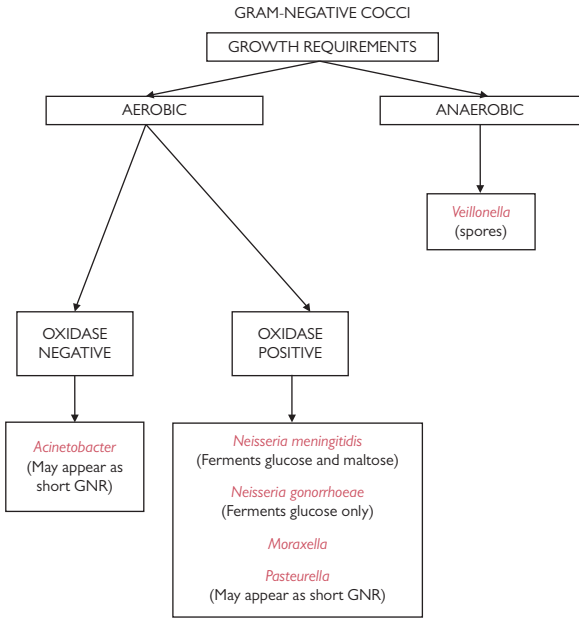 GRAM-NEGATIVE COCCI
GROWTH REQUIREMENTS
AEROBIC
ANAEROBIC
Veillonella
(spores)
OXIDASE
NEGATIVE
OXIDASE
POSITIVE
Acinetobacter
(May appear as
short GNR)
Neisseria meningitidis
(Ferments glucose and maltose)
Neisseria gonorrhoeae
(Ferments glucose only)
Moraxella
Pasteurella
(May appear as short GNR)